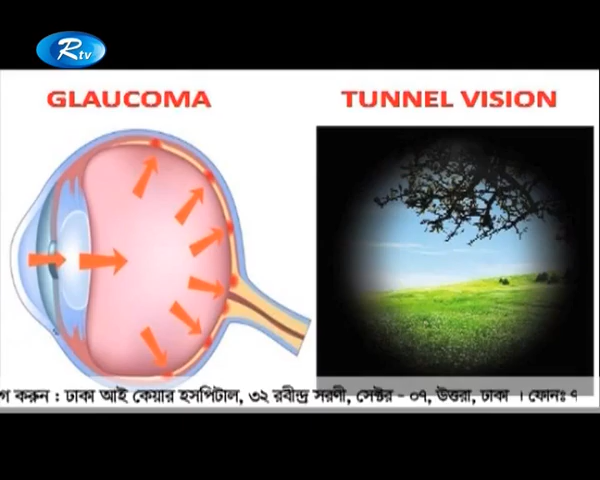 Rtv
GLAUCOMA
TUNNEL VISION
গ করুন : ঢাকা আই কেয়ার হসপিটাল, ৩২ রবীন্দ্র সরণী, সেক্টর - ০৭, উত্তরা, ঢাকা । ফোনঃ ৭